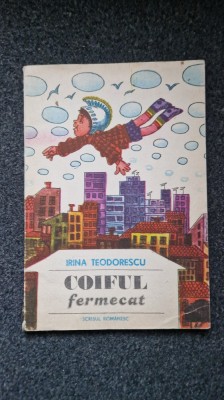 IRINA TEODORESCU
COIFUL
fermecat
SCRISUL ROMÂNESC